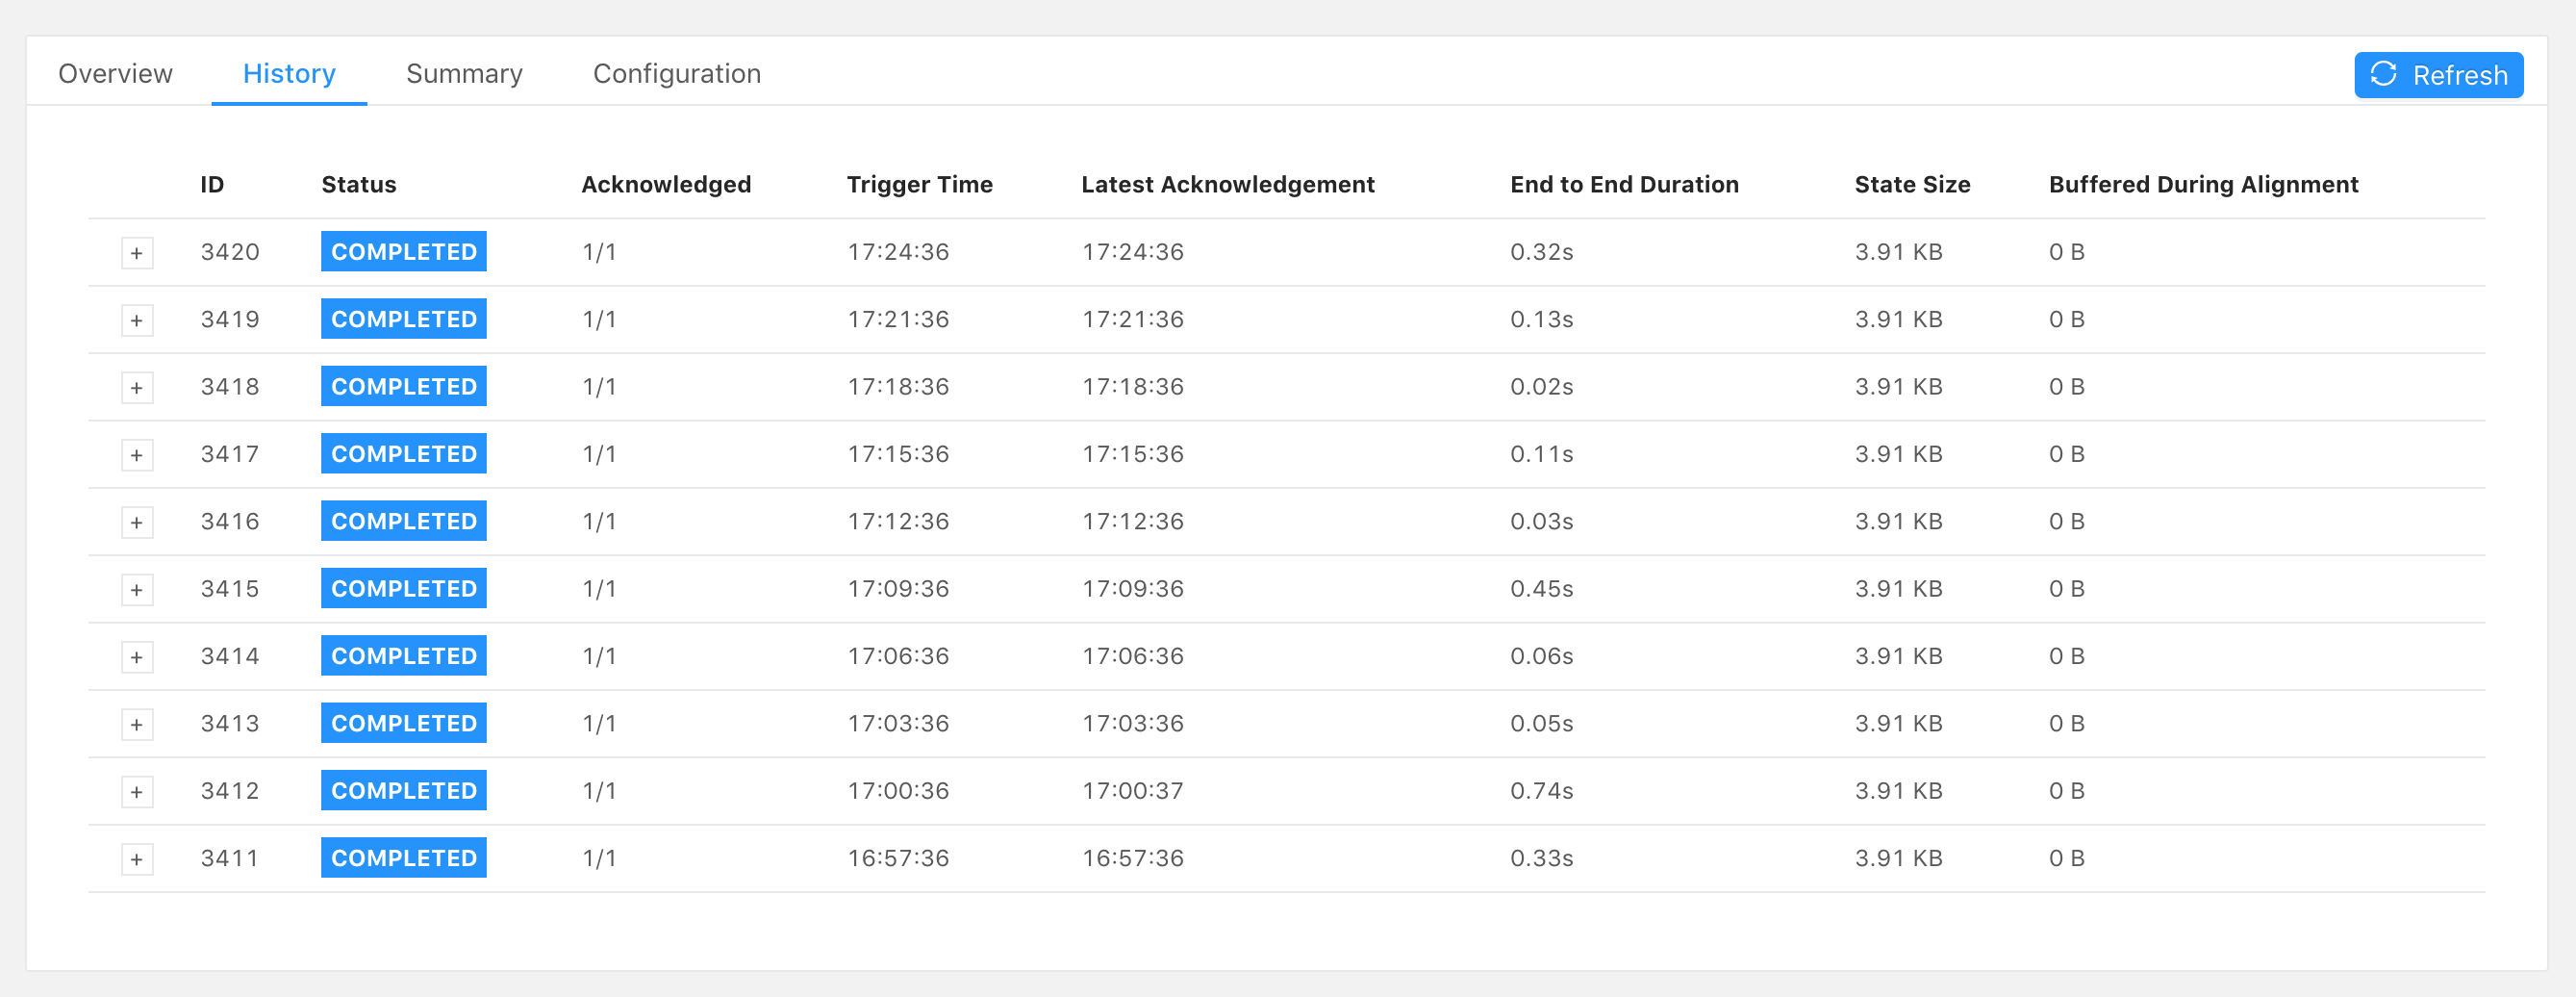 Overview History Summary Configuration Refresh
ID Status Acknowledged Trigger Time Latest Acknowledgement End to End Duration State Size Buffered During Alignment
+ 3420 COMPLETED 1/1 17:24:36 17:24:36 0.32s 3.91 KB 0 B
+ 3419 COMPLETED 1/1 17:21:36 17:21:36 0.13s 3.91 KB 0 B
+ 3418 COMPLETED 1/1 17:18:36 17:18:36 0.02s 3.91 KB 0 B
+ 3417 COMPLETED 1/1 17:15:36 17:15:36 0.11s 3.91 KB 0 B
+ 3416 COMPLETED 1/1 17:12:36 17:12:36 0.03s 3.91 KB 0 B
+ 3415 COMPLETED 1/1 17:09:36 17:09:36 0.45s 3.91 KB 0 B
+ 3414 COMPLETED 1/1 17:06:36 17:06:36 0.06s 3.91 KB 0 B
+ 3413 COMPLETED 1/1 17:03:36 17:03:36 0.05s 3.91 KB 0 B
+ 3412 COMPLETED 1/1 17:00:36 17:00:37 0.74s 3.91 KB 0 B
+ 3411 COMPLETED 1/1 16:57:36 16:57:36 0.33s 3.91 KB 0 B